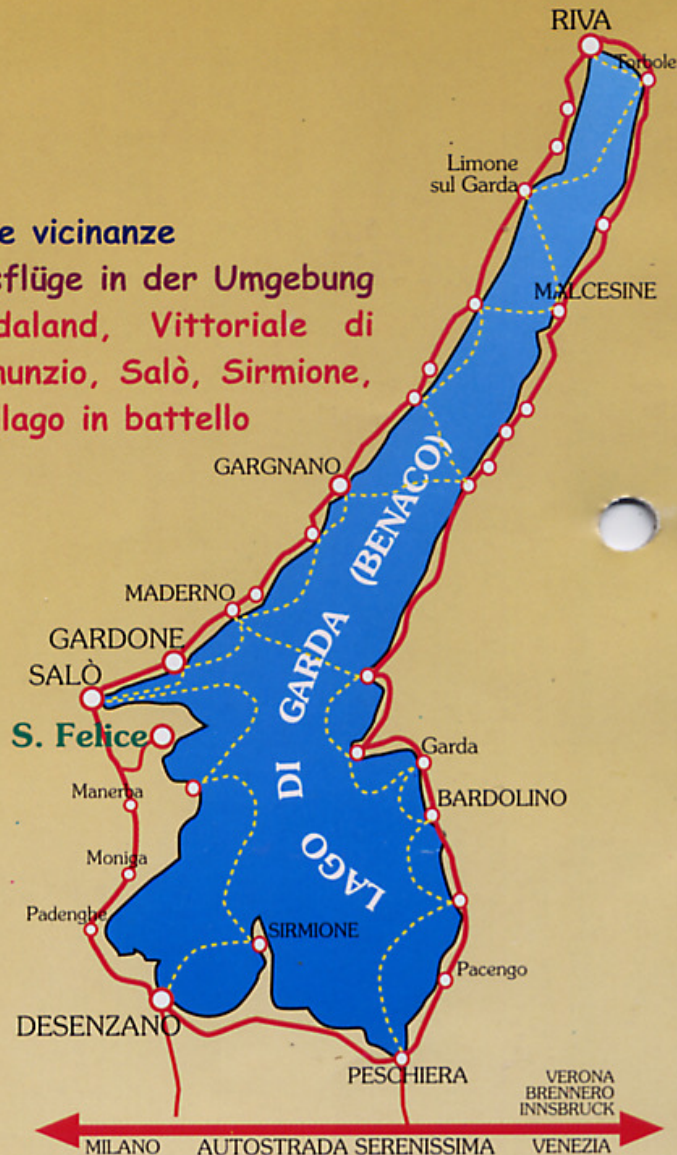 RIVA
Torbole
Limone
sul Garda
e vicinanze
sflüge in der Umgebung
daland, Vittoriale di
nunzio, Salò, Sirmione,
lago in battello
MALCESINE
GARGNANO
MADERNO
GARDONE
SALÒ
S. Felice
LAGO DI GARDA (BENACO)
Garda
Manerba
BARDOLINO
Moniga
Padenghe
SIRMIONE
Pacengo
DESENZANO
PESCHIERA
VERONA
BRENNERO
INNSBRUCK
MILANO AUTOSTRADA SERENISSIMA VENEZIA